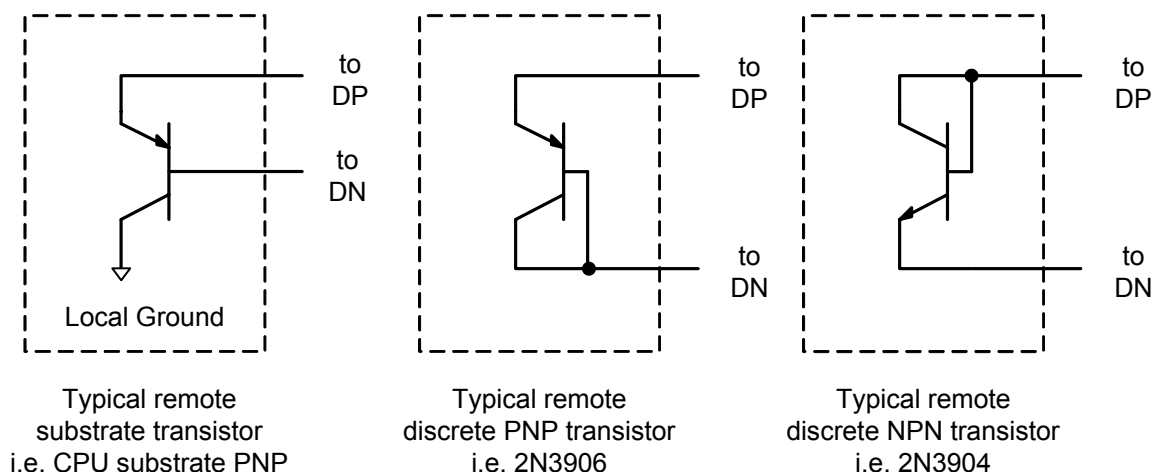 to
DP
to
DN
Local Ground
Typical remote
substrate transistor
i.e. CPU substrate PNP
to
DP
to
DN
Typical remote
discrete PNP transistor
i.e. 2N3906
to
DP
to
DN
Typical remote
discrete NPN transistor
i.e. 2N3904